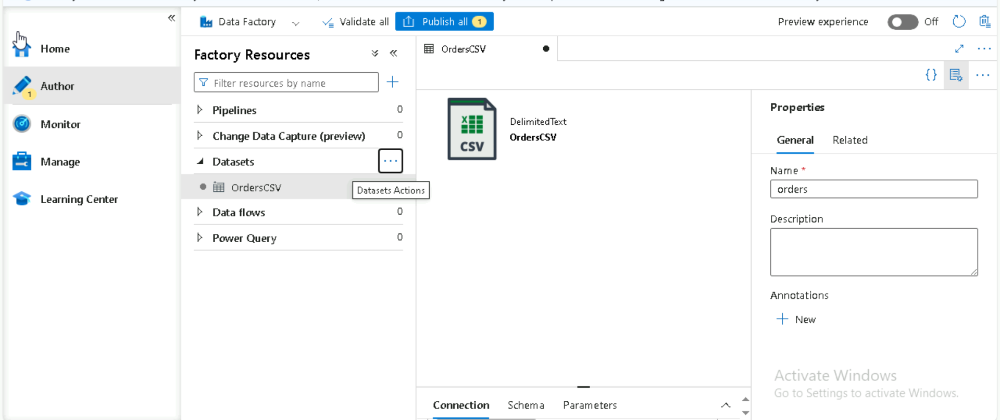 Home
Author
1
Monitor
Manage
Learning Center
Data Factory
Validate all
Publish all 1
Preview experience
Off
Factory Resources
Filter resources by name
Pipelines 0
Change Data Capture (preview) 0
Datasets
OrdersCSV
Datasets Actions
Data flows 0
Power Query 0
OrdersCSV
CSV
DelimitedText
OrdersCSV
Connection Schema Parameters
Properties
General Related
Name *
orders
Description
Annotations
New
Activate Windows
Go to Settings to activate Windows.